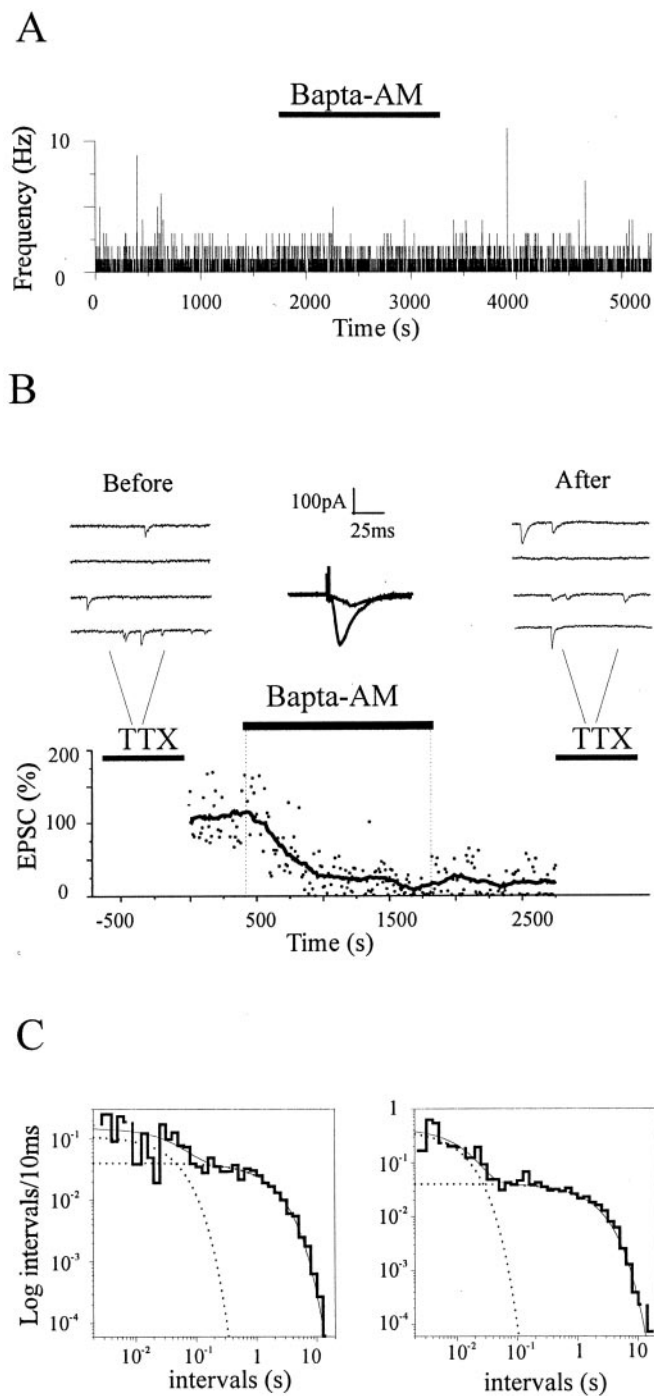 A
Bapta-AM
Frequency (Hz)
10
0
0 1000 2000 3000 4000 5000
Time (s)
B
Before
100pA
25ms
After
Bapta-AM
TTX
TTX
EPSC (%)
200
100
0
-500 500 1500 2500
Time (s)
C
Log intervals/10ms
10-1
10-2
10-3
10-4
10-2 10-1 1 10
intervals (s)
1
10-1
10-2
10-3
10-4
10-2 10-1 1 10
intervals (s)